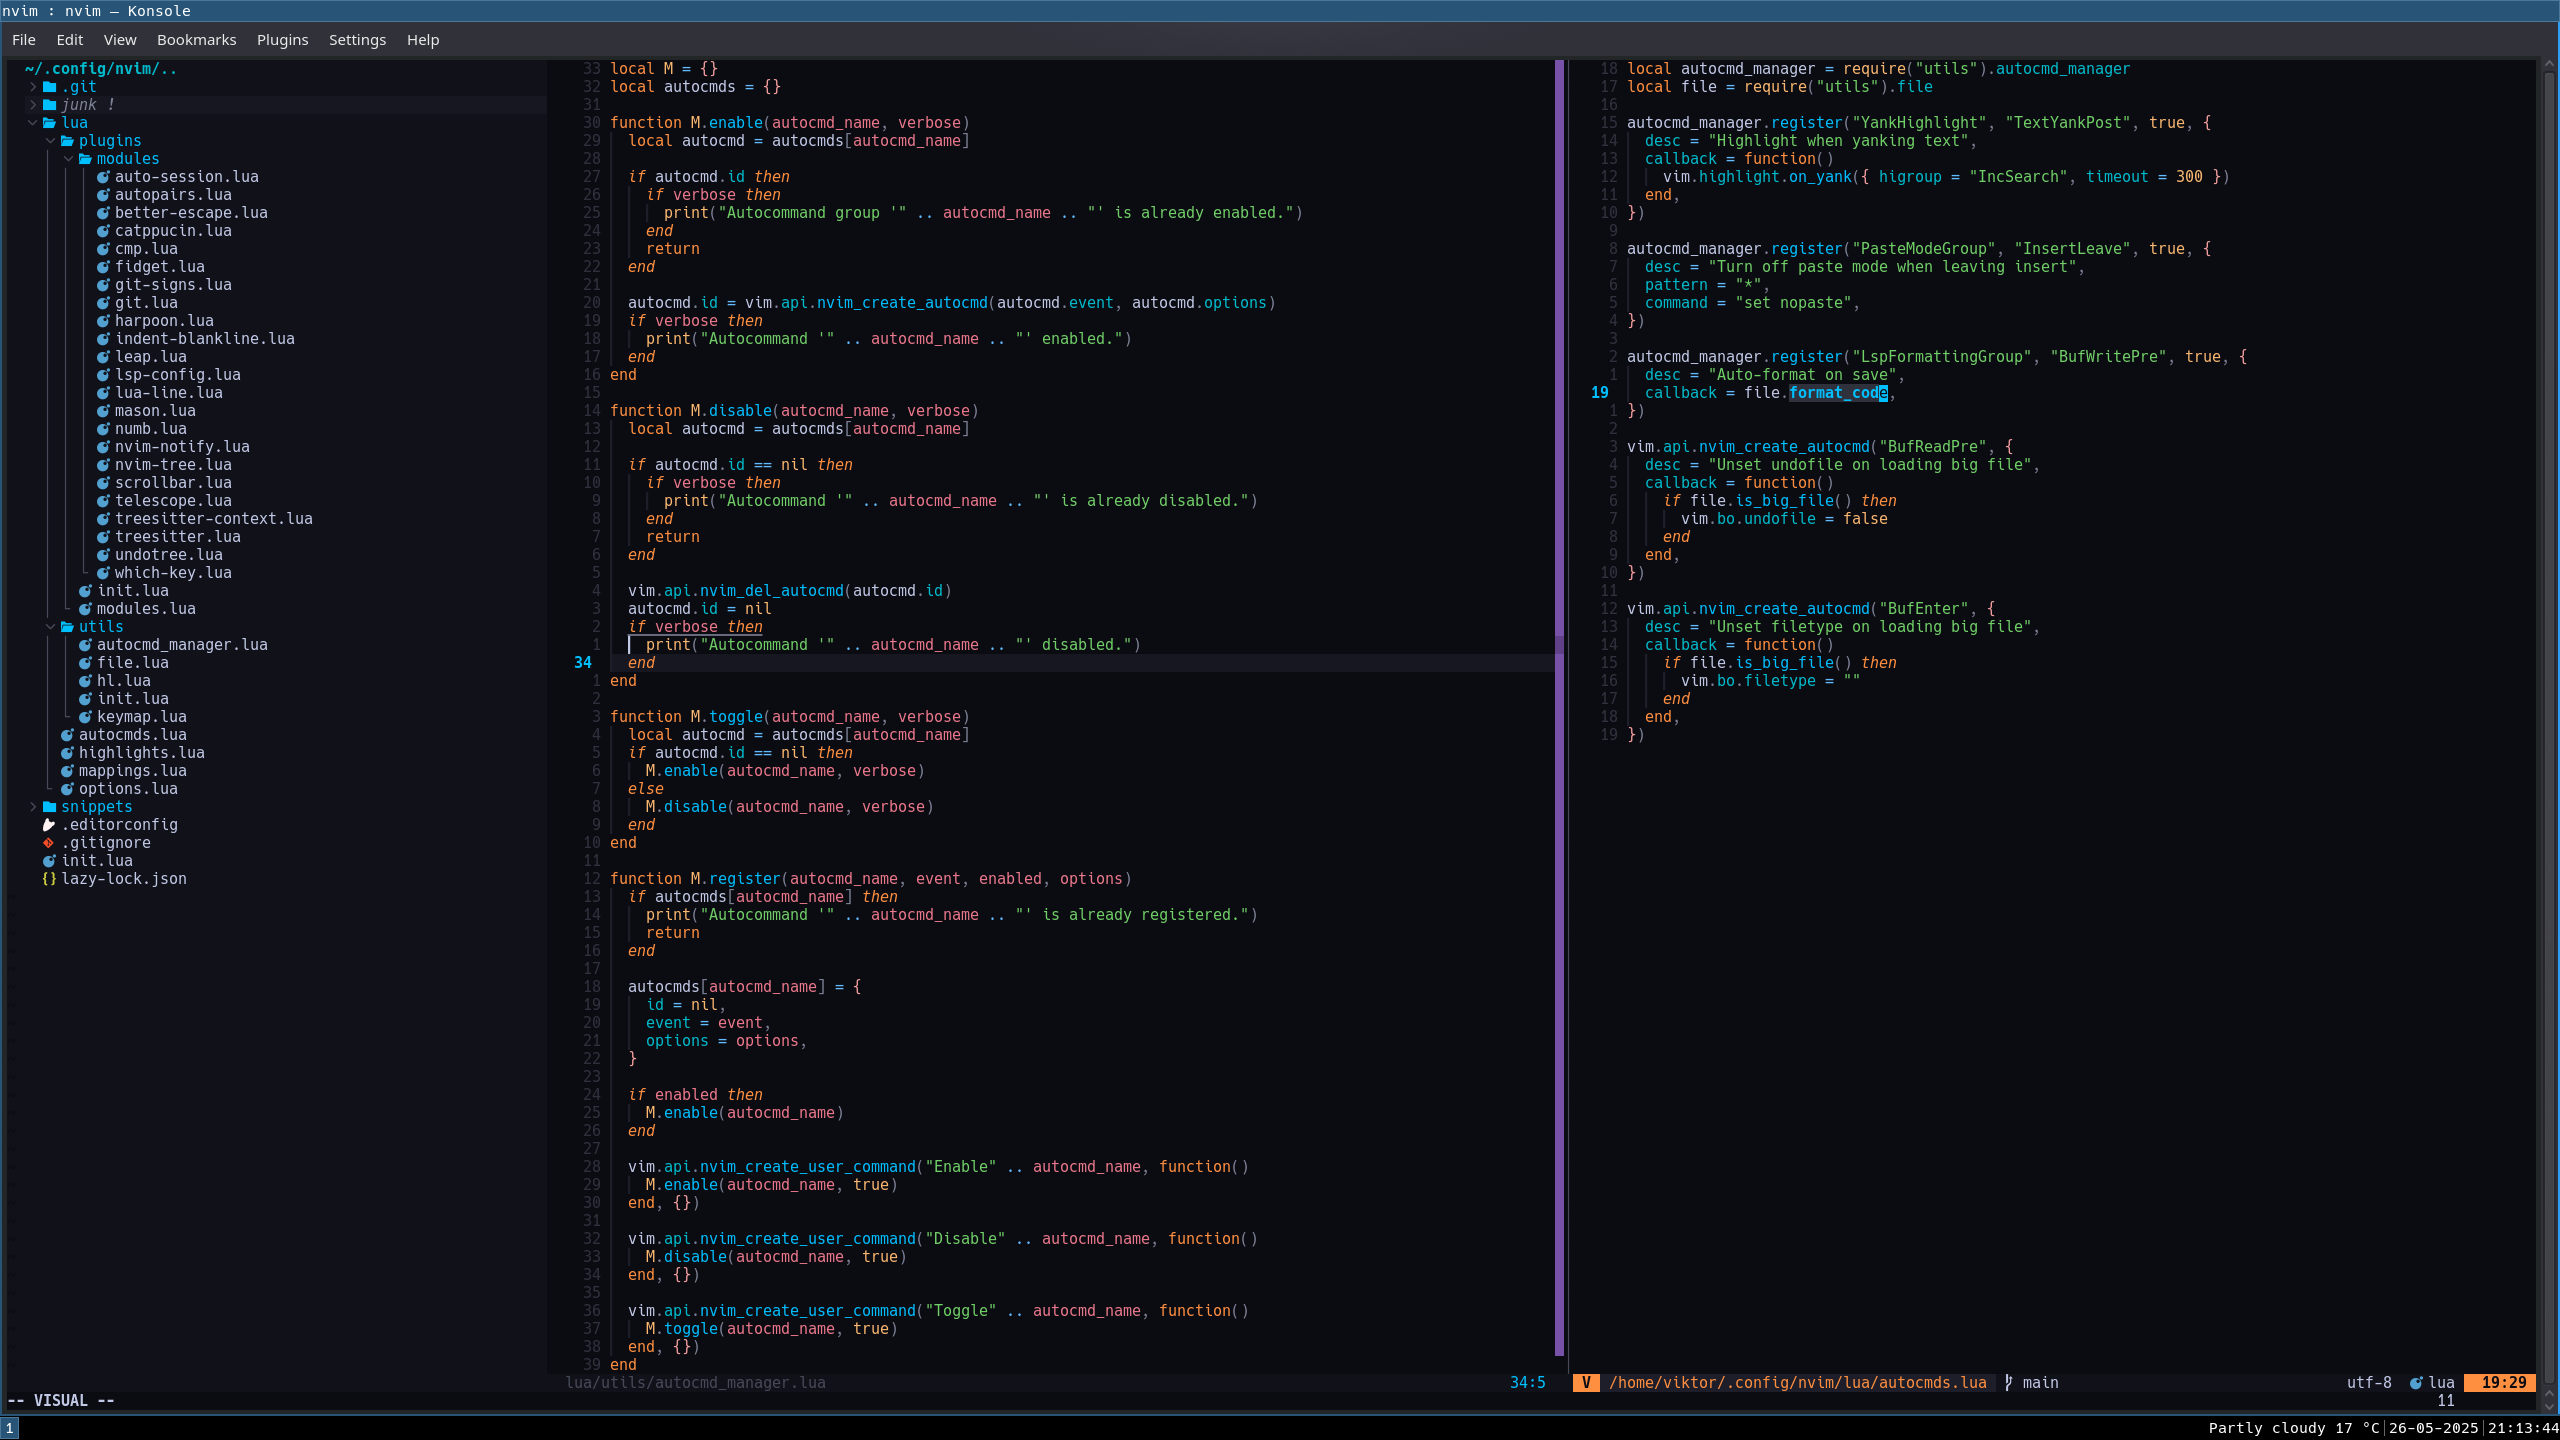 nvim : nvim — Konsole
File Edit View Bookmarks Plugins Settings Help
~/.config/nvim/..
.git
junk !
lua
plugins
modules
auto-session.lua
autopairs.lua
better-escape.lua
catppucin.lua
cmp.lua
fidget.lua
git-signs.lua
git.lua
harpoon.lua
indent-blankline.lua
leap.lua
lsp-config.lua
lua-line.lua
mason.lua
numb.lua
nvim-notify.lua
nvim-tree.lua
scrollbar.lua
telescope.lua
treesitter-context.lua
treesitter.lua
undotree.lua
which-key.lua
init.lua
modules.lua
utils
autocmd_manager.lua
file.lua
hl.lua
init.lua
keymap.lua
autocmds.lua
highlights.lua
mappings.lua
options.lua
snippets
.editorconfig
.gitignore
init.lua
{} lazy-lock.json
33 local M = {}
32 local autocmds = {}
31
30 function M.enable(autocmd_name, verbose)
29 local autocmd = autocmds[autocmd_name]
28
27 if autocmd.id then
26 if verbose then
25 print("Autocommand group '" .. autocmd_name .. "' is already enabled.")
24 end
23 return
22 end
21
20 autocmd.id = vim.api.nvim_create_autocmd(autocmd.event, autocmd.options)
19 if verbose then
18 print("Autocommand '" .. autocmd_name .. "' enabled.")
17 end
16 end
15
14 function M.disable(autocmd_name, verbose)
13 local autocmd = autocmds[autocmd_name]
12
11 if autocmd.id == nil then
10 if verbose then
9 print("Autocommand '" .. autocmd_name .. "' is already disabled.")
8 end
7 return
6 end
5
4 vim.api.nvim_del_autocmd(autocmd.id)
3 autocmd.id = nil
2 if verbose then
1 print("Autocommand '" .. autocmd_name .. "' disabled.")
34 end
1 end
2
3 function M.toggle(autocmd_name, verbose)
4 local autocmd = autocmds[autocmd_name]
5 if autocmd.id == nil then
6 M.enable(autocmd_name, verbose)
7 else
8 M.disable(autocmd_name, verbose)
9 end
10 end
11
12 function M.register(autocmd_name, event, enabled, options)
13 if autocmds[autocmd_name] then
14 print("Autocommand '" .. autocmd_name .. "' is already registered.")
15 return
16 end
17
18 autocmds[autocmd_name] = {
19 id = nil,
20 event = event,
21 options = options,
22 }
23
24 if enabled then
25 M.enable(autocmd_name)
26 end
27
28 vim.api.nvim_create_user_command("Enable" .. autocmd_name, function()
29 M.enable(autocmd_name, true)
30 end, {})
31
32 vim.api.nvim_create_user_command("Disable" .. autocmd_name, function()
33 M.disable(autocmd_name, true)
34 end, {})
35
36 vim.api.nvim_create_user_command("Toggle" .. autocmd_name, function()
37 M.toggle(autocmd_name, true)
38 end, {})
39 end
lua/utils/autocmd_manager.lua 34:5
18 local autocmd_manager = require("utils").autocmd_manager
17 local file = require("utils").file
16
15 autocmd_manager.register("YankHighlight", "TextYankPost", true, {
14 desc = "Highlight when yanking text",
13 callback = function()
12 vim.highlight.on_yank({ higroup = "IncSearch", timeout = 300 })
11 end,
10 })
9
8 autocmd_manager.register("PasteModeGroup", "InsertLeave", true, {
7 desc = "Turn off paste mode when leaving insert",
6 pattern = "*",
5 command = "set nopaste",
4 })
3
2 autocmd_manager.register("LspFormattingGroup", "BufWritePre", true, {
1 desc = "Auto-format on save",
19 callback = file.format_code,
1 })
2
3 vim.api.nvim_create_autocmd("BufReadPre", {
4 desc = "Unset undofile on loading big file",
5 callback = function()
6 if file.is_big_file() then
7 vim.bo.undofile = false
8 end
9 end,
10 })
11
12 vim.api.nvim_create_autocmd("BufEnter", {
13 desc = "Unset filetype on loading big file",
14 callback = function()
15 if file.is_big_file() then
16 vim.bo.filetype = ""
17 end
18 end,
19 })
V /home/viktor/.config/nvim/lua/autocmds.lua main utf-8 lua 19:29
-- VISUAL -- 11
1 Partly cloudy 17 °C 26-05-2025 21:13:44